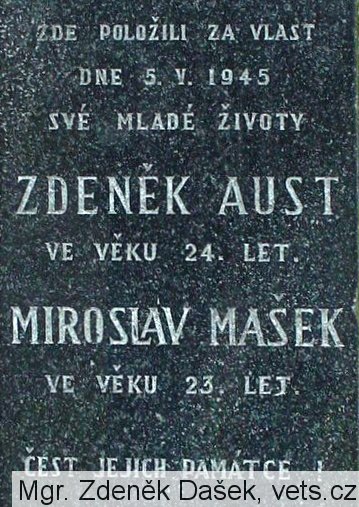 ZDE POLOŽILI ZA VLAST
DNE 5. V. 1945
SVÉ MLADÉ ŽIVOTY
ZDENĚK AUST
VE VĚKU 24. LET.
MIROSLAV MAŠEK
VE VĚKU 23. LET.
ČEST JEJICH PAMÁTCE !
Mgr. Zdeněk Dašek, vets.cz